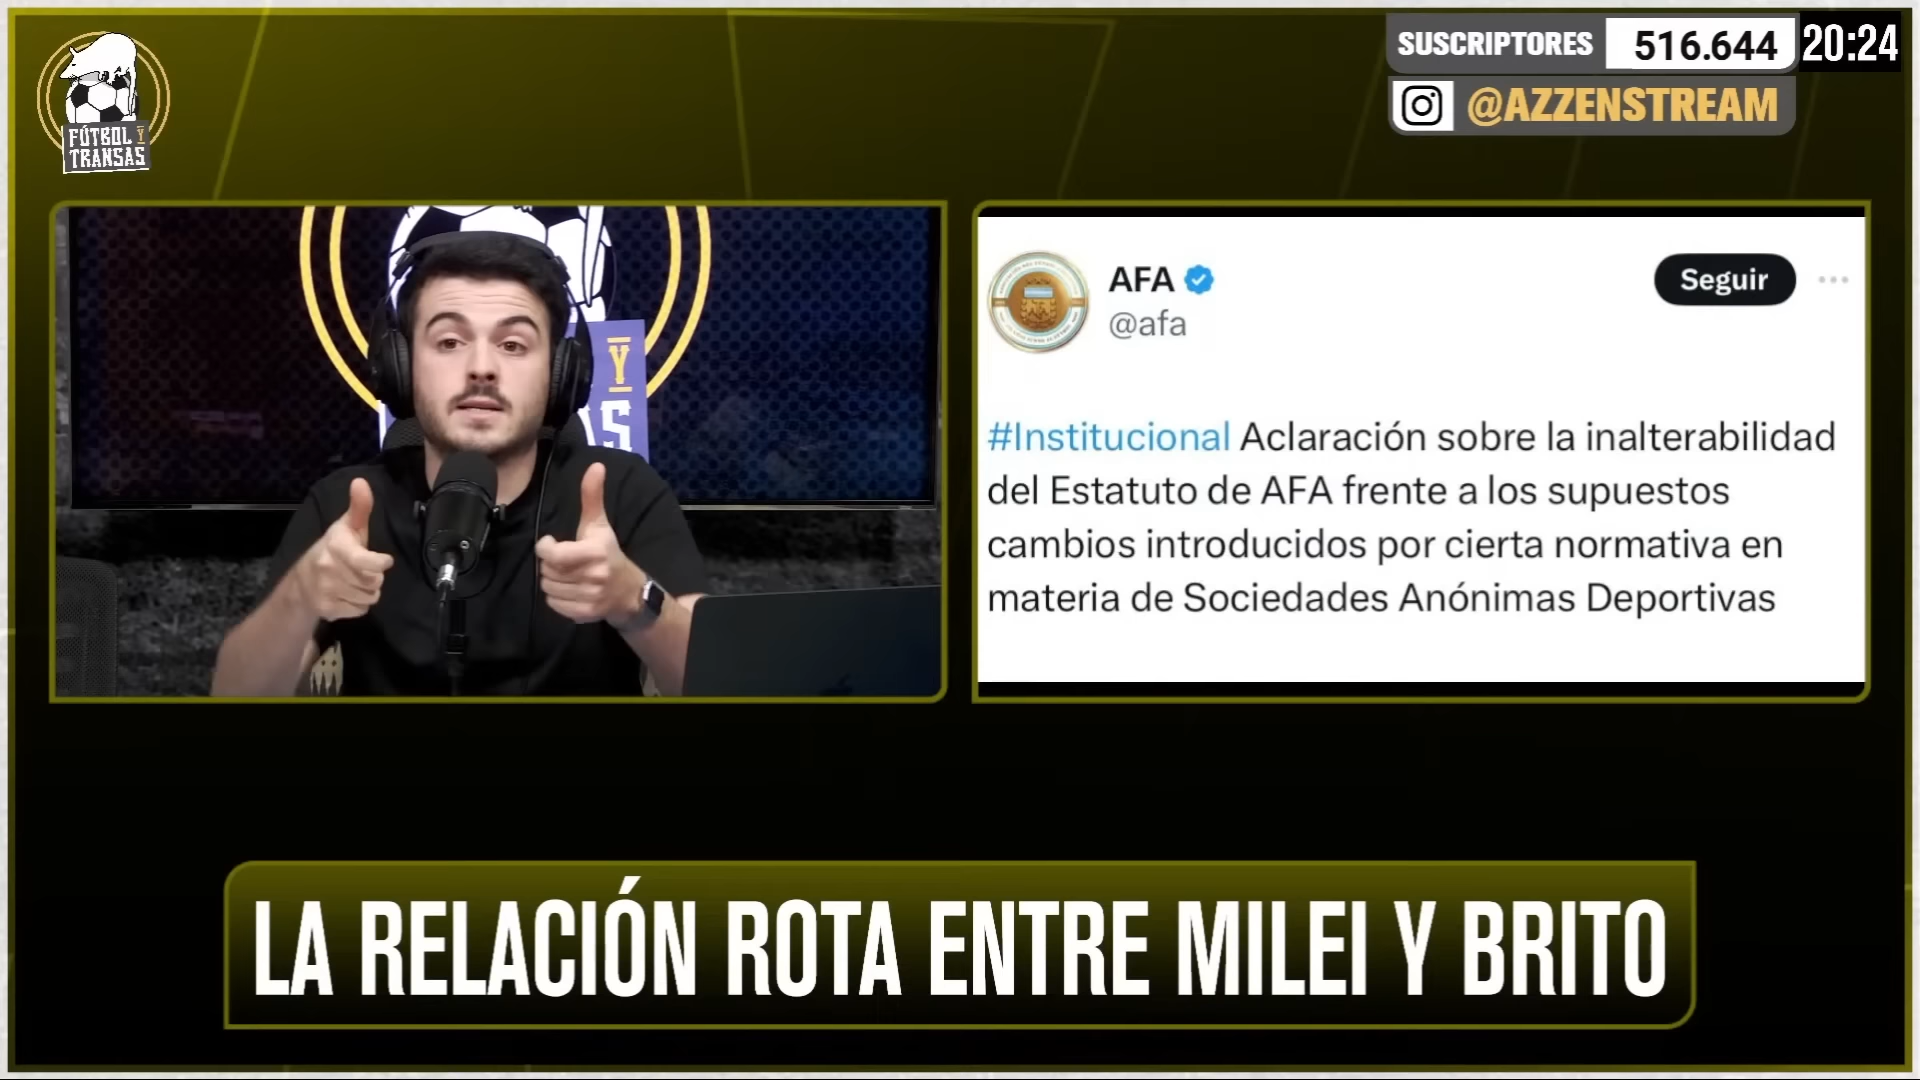 FÚTBOL Y
TRANSAS
SUSCRIPTORES 516.644 20:24
@AZZENSTREAM
Y
S
AFA
@afa
Seguir
#Institucional Aclaración sobre la inalterabilidad
del Estatuto de AFA frente a los supuestos
cambios introducidos por cierta normativa en
materia de Sociedades Anónimas Deportivas
LA RELACIÓN ROTA ENTRE MILEI Y BRITO